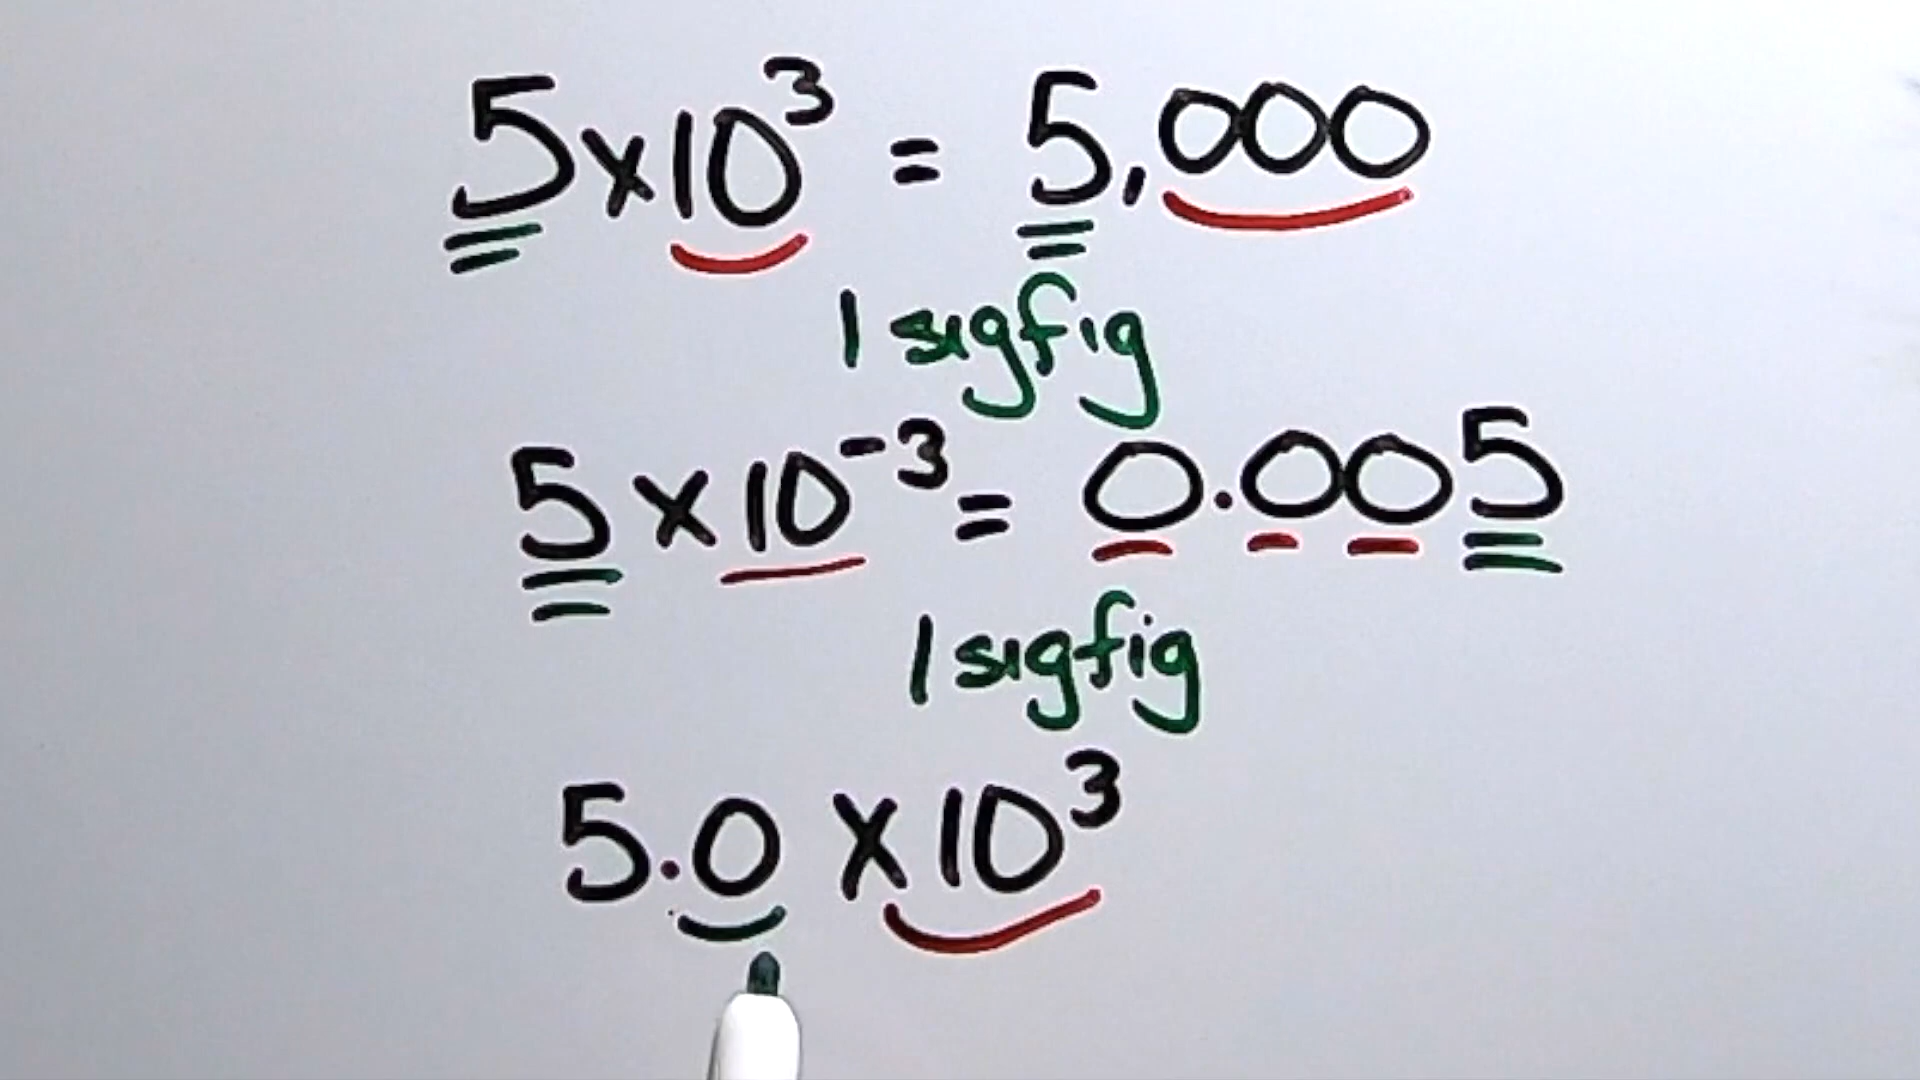 5x10³ = 5,000
1 sigfig
5 x 10⁻³ = 0.005
1 sigfig
5.0 x 10³